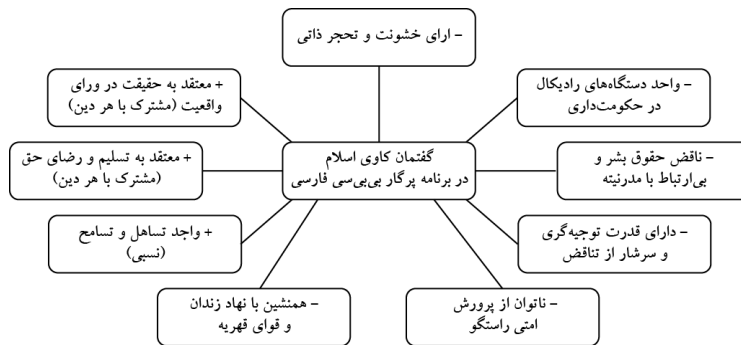 – ارای خشونت و تحجر ذاتی
– واحد دستگاه‌های رادیکال
در حکومت‌داری
+ معتقد به حقیقت در ورای
واقعیت (مشترک با هر دین)
گفتمان کاوی اسلام
در برنامه پرگار بی‌بی‌سی فارسی
– ناقض حقوق بشر و
بی‌ارتباط با مدرنیته
+ معتقد به تسلیم و رضای حق
(مشترک با هر دین)
– دارای قدرت توجیه‌گری
و سرشار از تناقض
+ واجد تساهل و تسامح
(نسبی)
– ناتوان از پرورش
امتی راستگو
– همنشین با نهاد زندان
و قوای قهریه